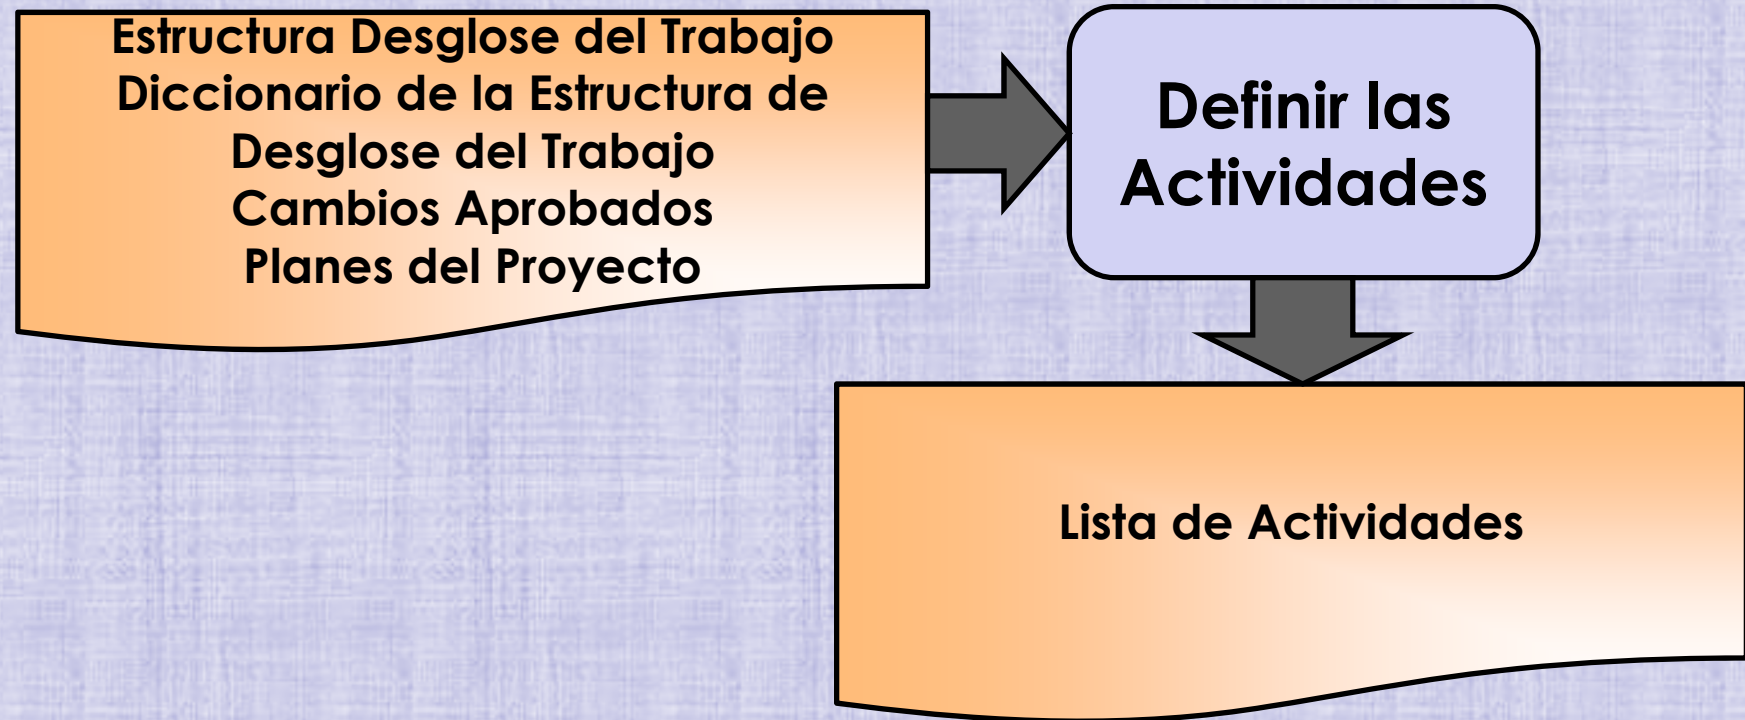 Estructura Desglose del Trabajo
Diccionario de la Estructura de
Desglose del Trabajo
Cambios Aprobados
Planes del Proyecto
Definir las
Actividades
Lista de Actividades